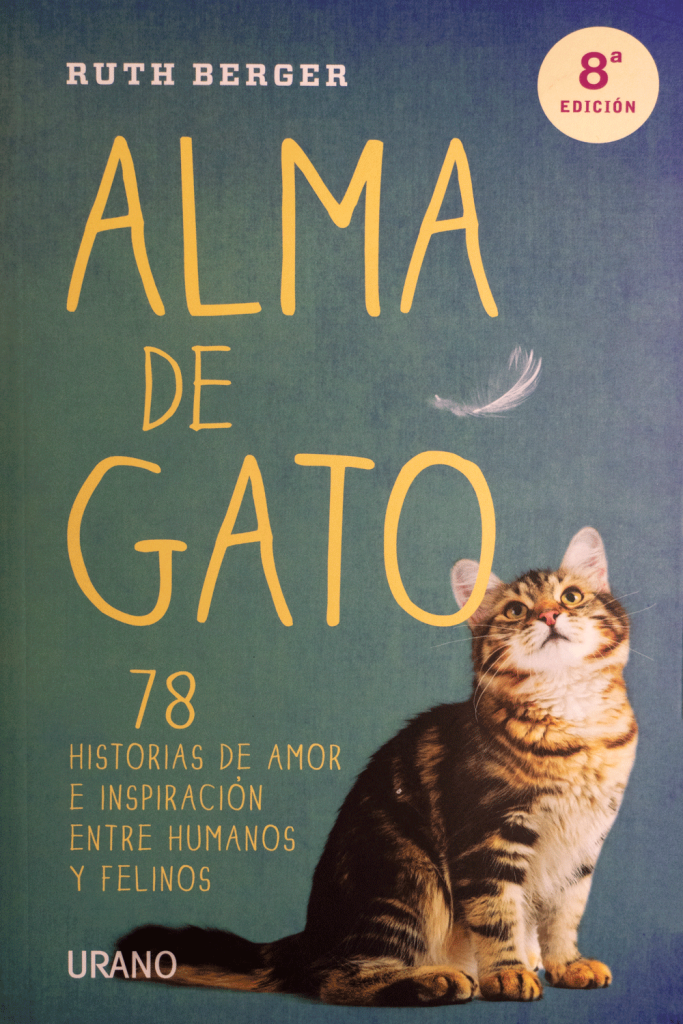 RUTH BERGER
8ª
EDICIÓN
ALMA
DE
GATO
78
HISTORIAS DE AMOR
E INSPIRACIÓN
ENTRE HUMANOS
Y FELINOS
URANO